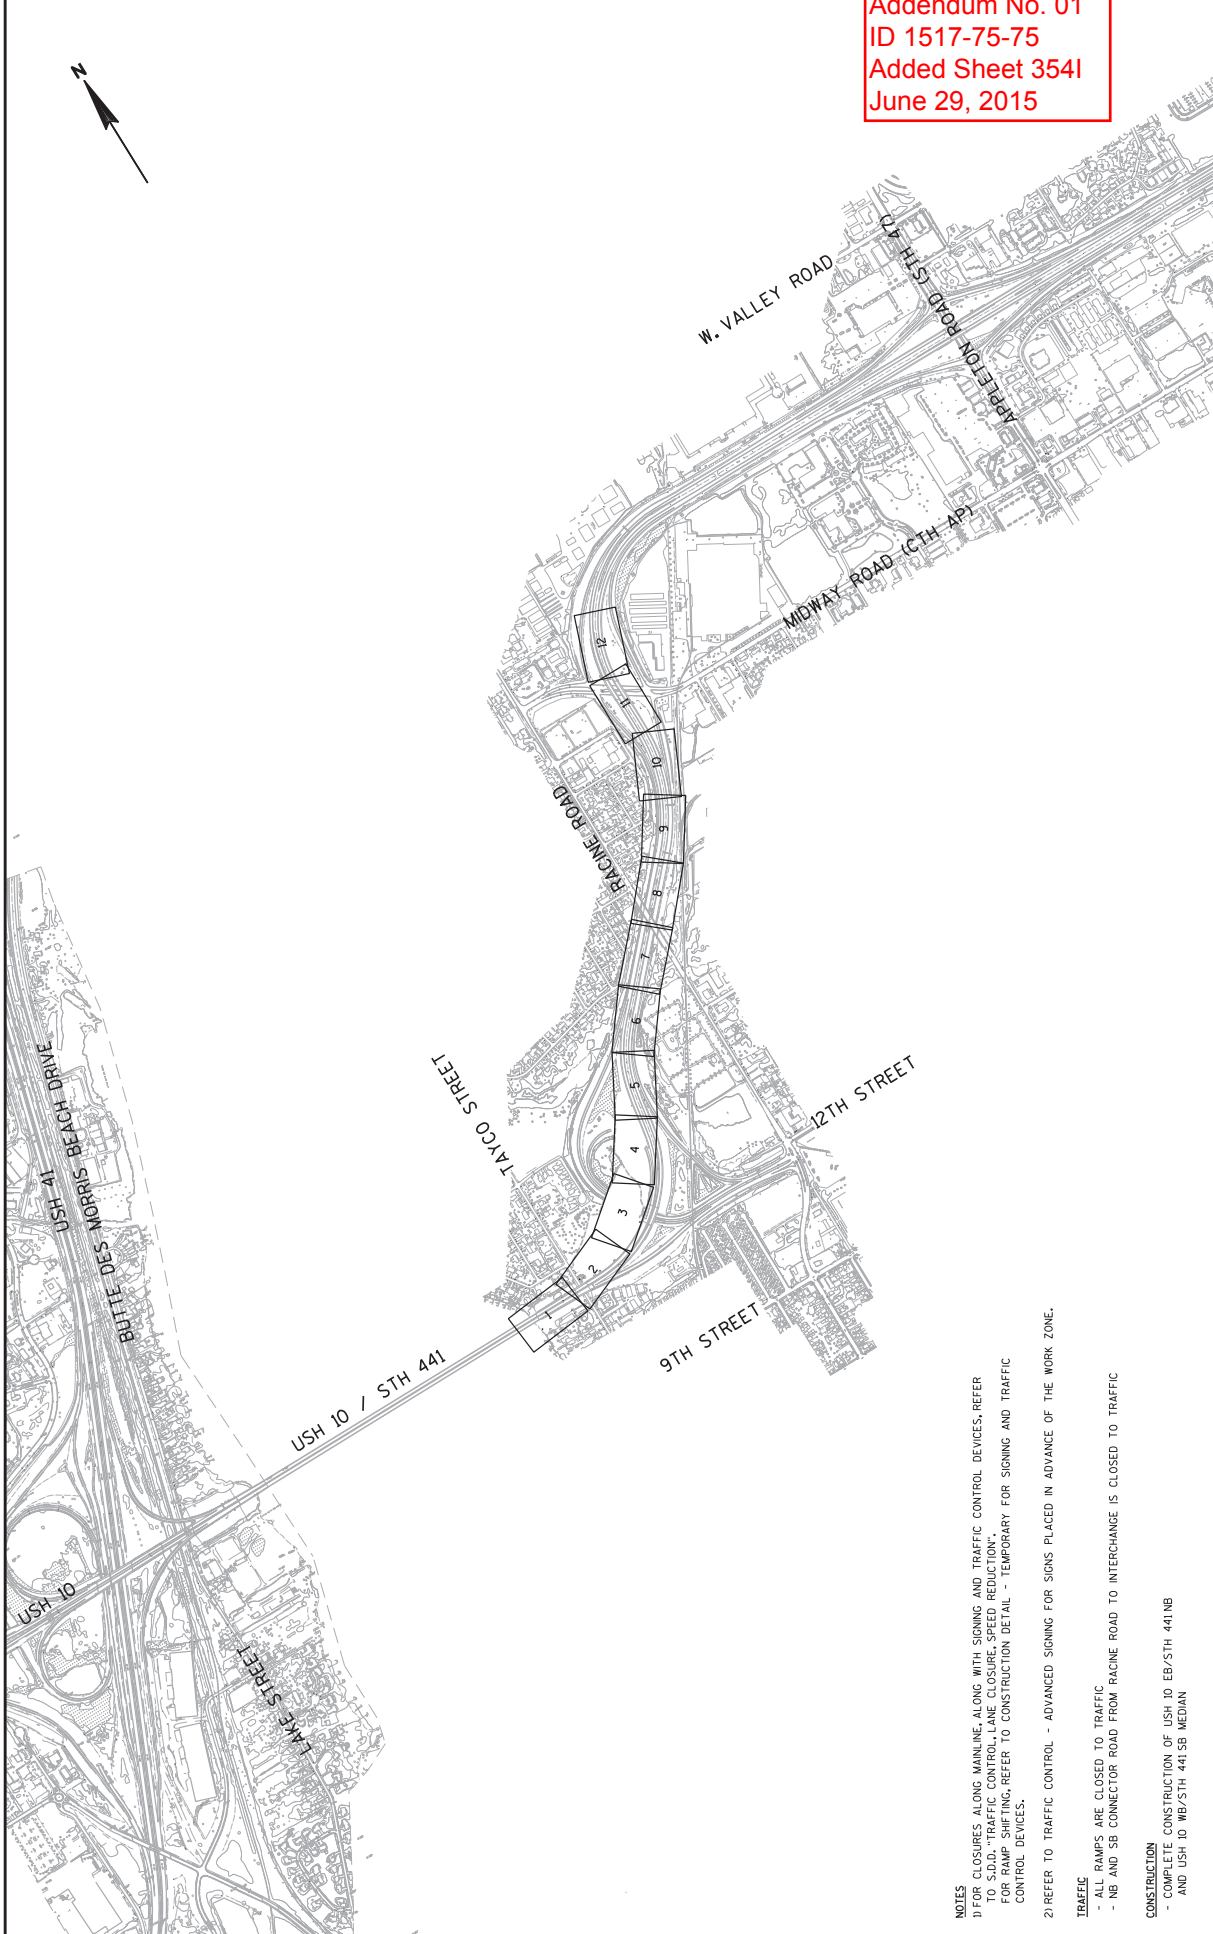 Addendum No. 01
ID 1517-75-75
Added Sheet 354I
June 29, 2015
N
W. VALLEY ROAD
APPLETON ROAD (STH 47)
MIDWAY ROAD (CTH AP)
12
11
10
9
8
7
6
5
4
3
2
1
RACINE ROAD
TAYCO STREET
12TH STREET
9TH STREET
USH 41
BUTTE DES MORRIS BEACH DRIVE
USH 10 / STH 441
USH 10
LAKE STREET
NOTES
1) FOR CLOSURES ALONG MAINLINE, ALONG WITH SIGNING AND TRAFFIC CONTROL DEVICES, REFER
TO S.D.D. "TRAFFIC CONTROL, LANE CLOSURE, SPEED REDUCTION".
FOR RAMP SHIFTING, REFER TO CONSTRUCTION DETAIL - TEMPORARY FOR SIGNING AND TRAFFIC
CONTROL DEVICES.
2) REFER TO TRAFFIC CONTROL - ADVANCED SIGNING FOR SIGNS PLACED IN ADVANCE OF THE WORK ZONE.
TRAFFIC
- ALL RAMPS ARE CLOSED TO TRAFFIC
- NB AND SB CONNECTOR ROAD FROM RACINE ROAD TO INTERCHANGE IS CLOSED TO TRAFFIC
CONSTRUCTION
- COMPLETE CONSTRUCTION OF USH 10 EB/STH 441 NB
AND USH 10 WB/STH 441 SB MEDIAN